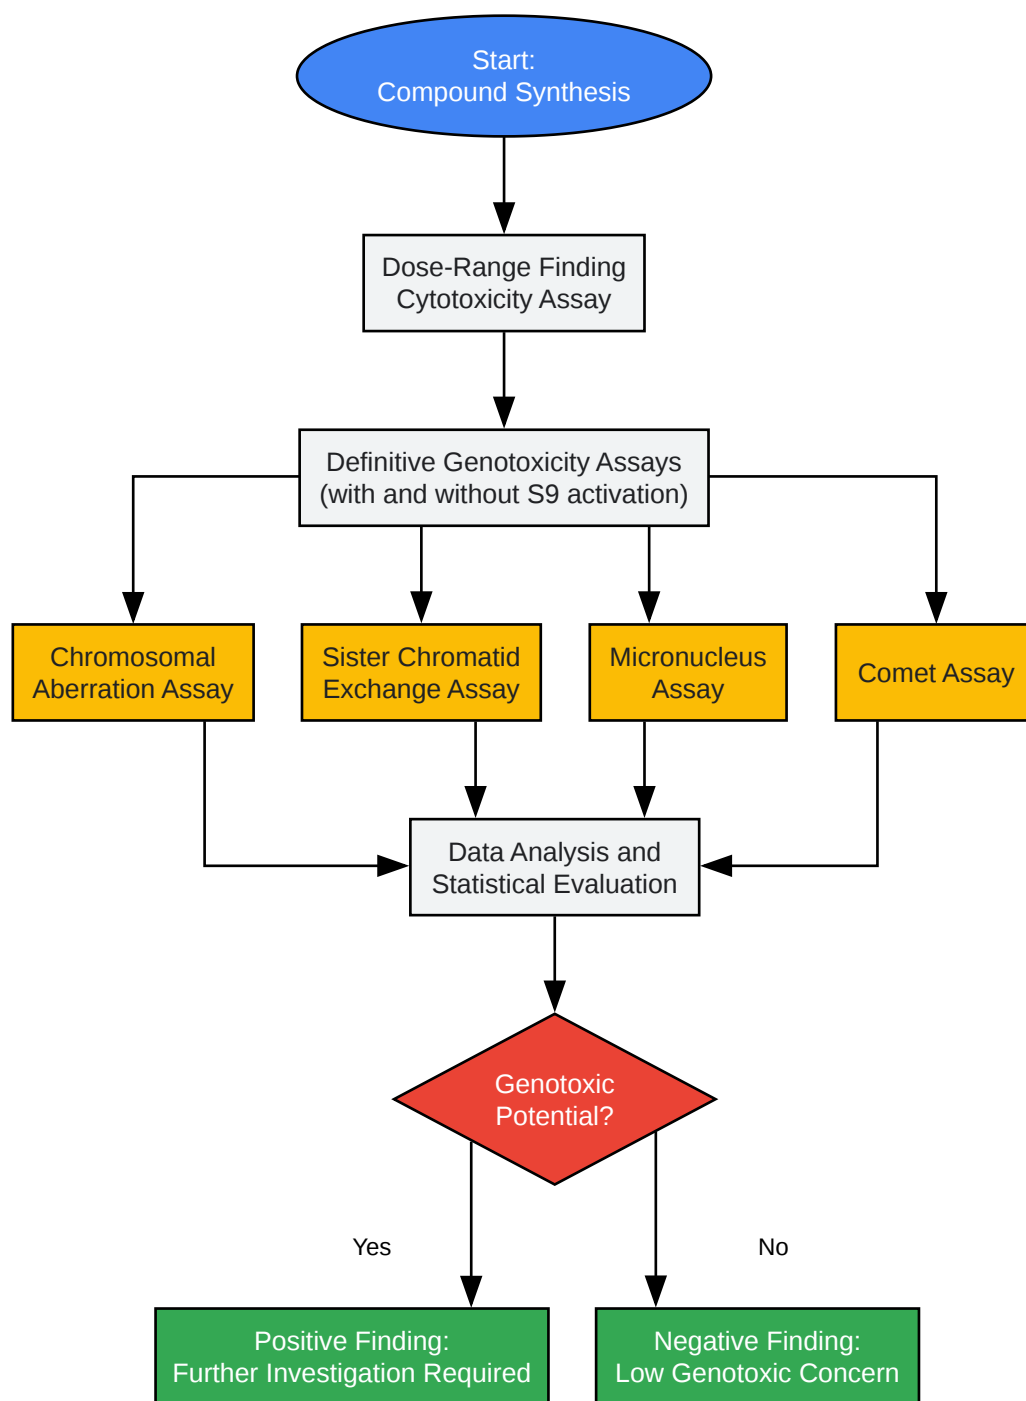 Start:
Compound Synthesis
Dose-Range Finding
Cytotoxicity Assay
Definitive Genotoxicity Assays
(with and without S9 activation)
Chromosomal
Aberration Assay
Sister Chromatid
Exchange Assay
Micronucleus
Assay
Comet Assay
Data Analysis and
Statistical Evaluation
Genotoxic
Potential?
Yes
No
Positive Finding:
Further Investigation Required
Negative Finding:
Low Genotoxic Concern